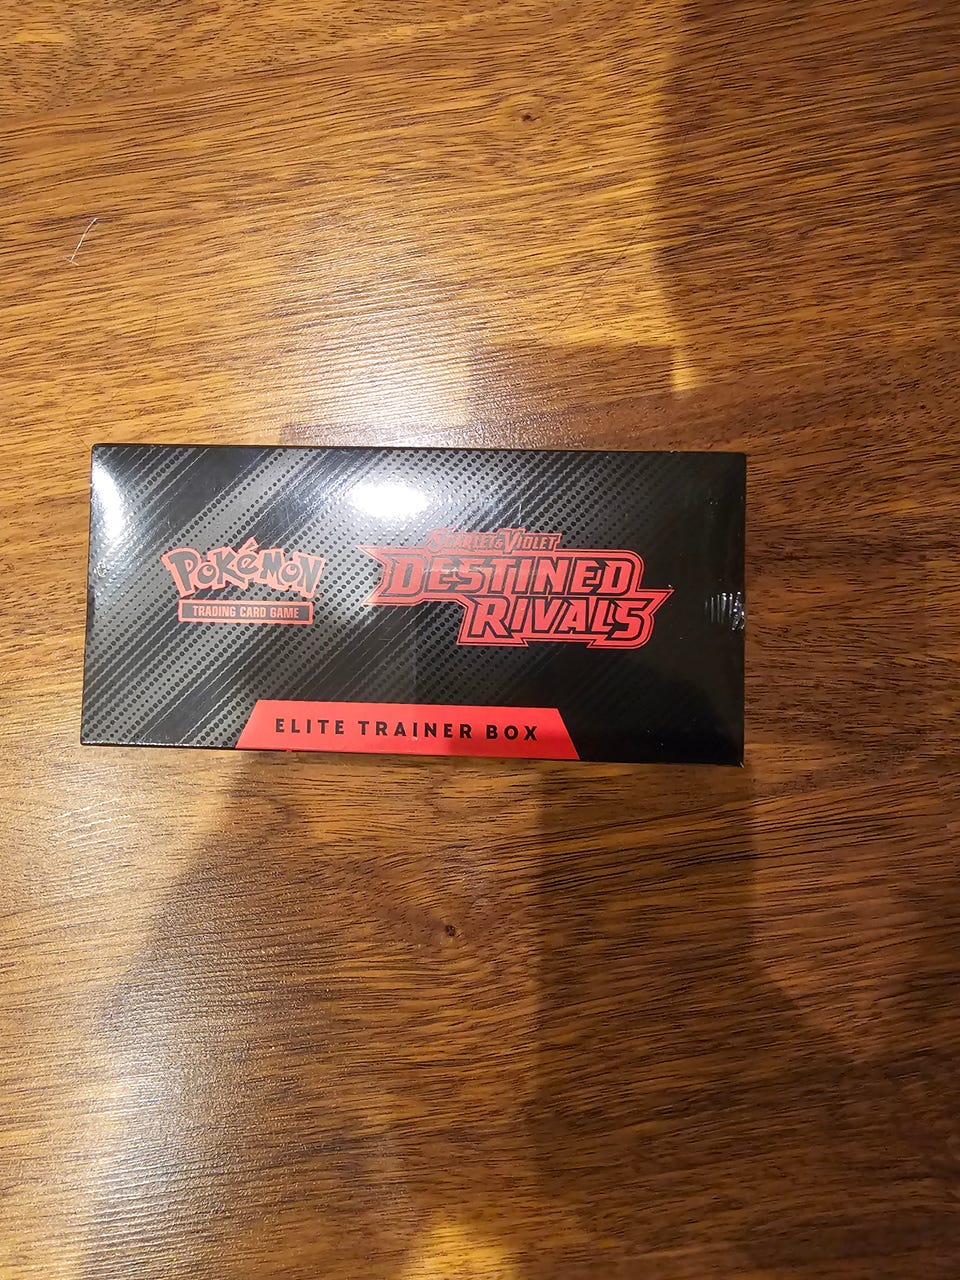 Pokémon
TRADING CARD GAME
SCARLET & VIOLET
DESTINED
RIVALS
ELITE TRAINER BOX